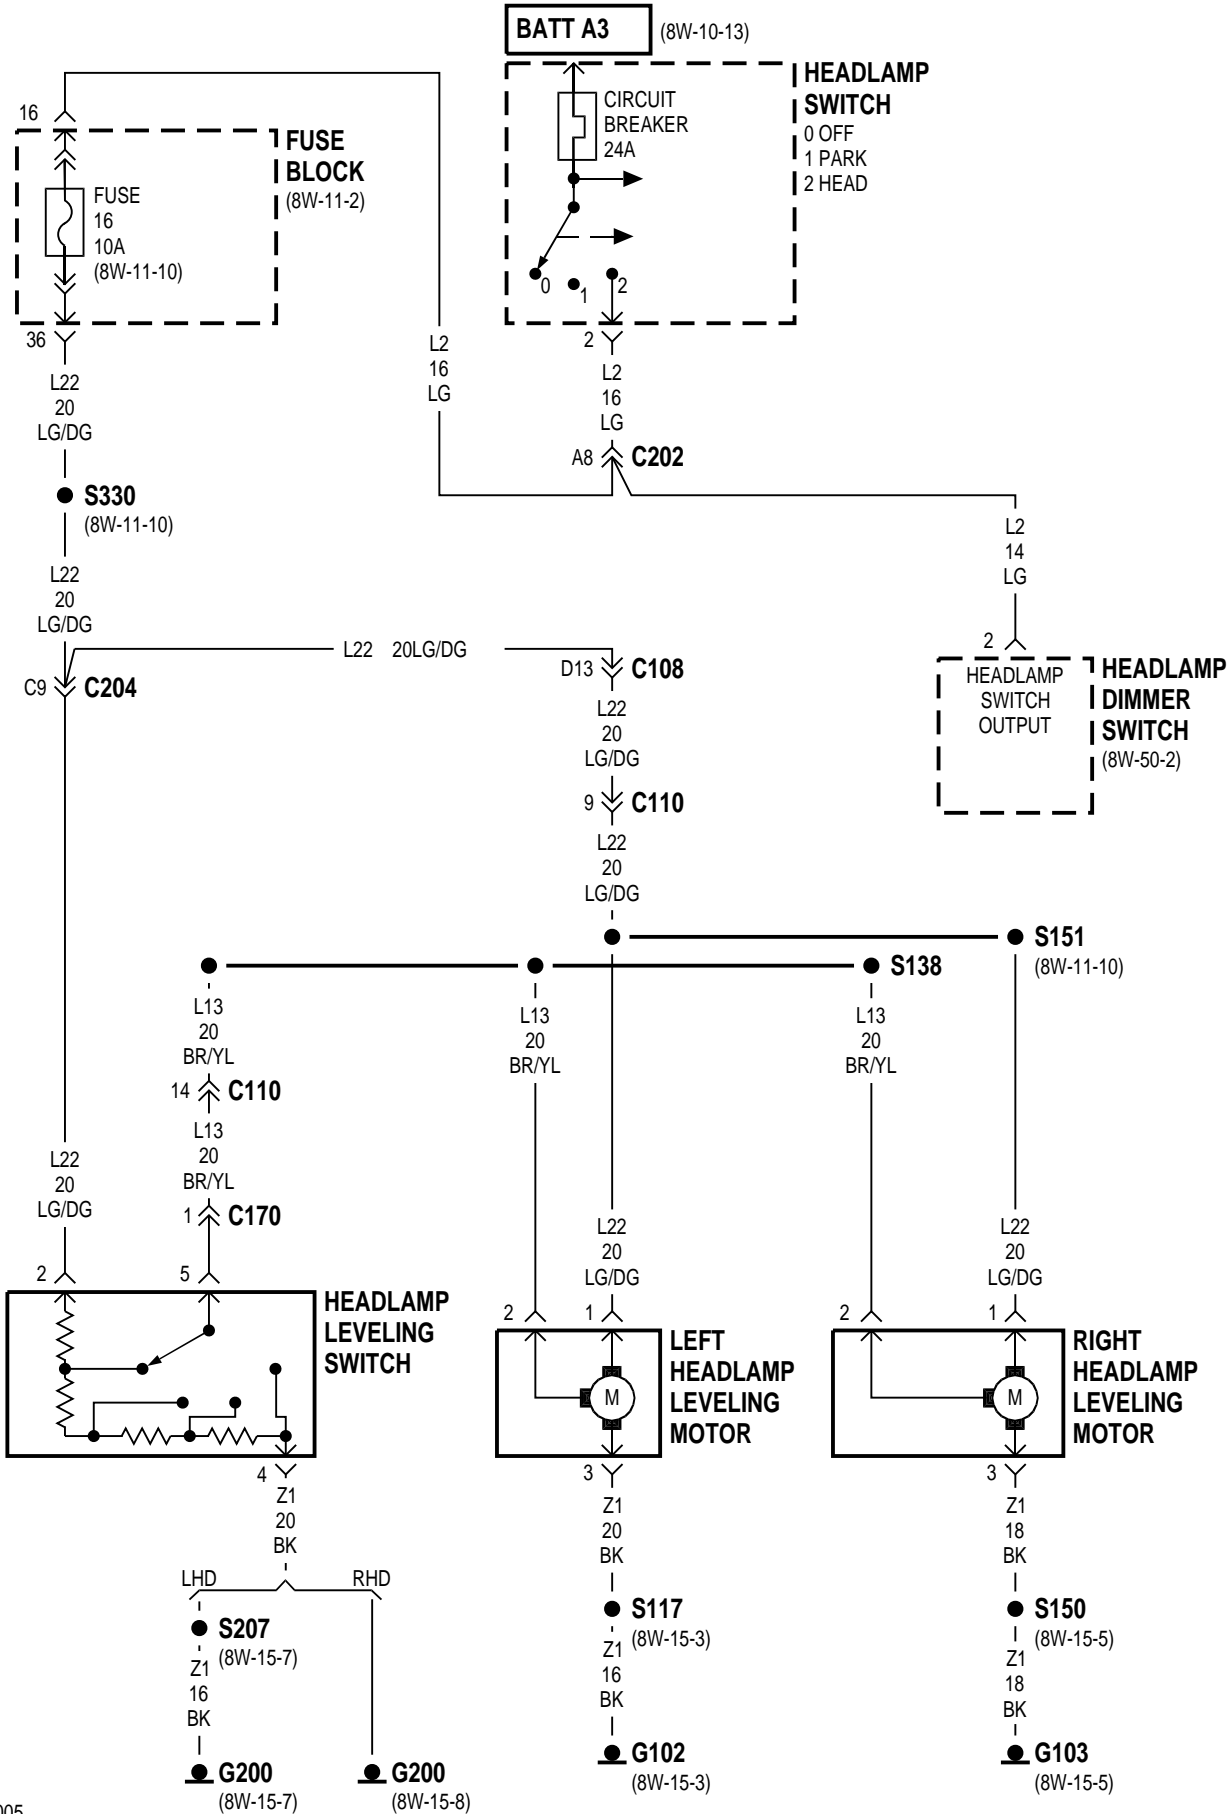 BATT A3
(8W-10-13)
HEADLAMP
SWITCH
0 OFF
1 PARK
2 HEAD
CIRCUIT
BREAKER
24A
0
1
2
16
FUSE
BLOCK
(8W-11-2)
FUSE
16
10A
(8W-11-10)
36
L22
20
LG/DG
S330
(8W-11-10)
L22
20
LG/DG
L2
16
LG
2
L2
16
LG
A8
C202
L2
14
LG
2
HEADLAMP
SWITCH
OUTPUT
HEADLAMP
DIMMER
SWITCH
(8W-50-2)
L22 20LG/DG
C9
C204
D13
C108
L22
20
LG/DG
9
C110
L22
20
LG/DG
S151
(8W-11-10)
S138
L13
20
BR/YL
14
C110
L13
20
BR/YL
1
C170
L13
20
BR/YL
L13
20
BR/YL
L22
20
LG/DG
L22
20
LG/DG
L22
20
LG/DG
2
5
HEADLAMP
LEVELING
SWITCH
4
2
1
LEFT
HEADLAMP
LEVELING
MOTOR
M
3
2
1
RIGHT
HEADLAMP
LEVELING
MOTOR
M
3
Z1
20
BK
LHD
RHD
S207
(8W-15-7)
Z1
16
BK
G200
(8W-15-7)
G200
(8W-15-8)
Z1
20
BK
S117
(8W-15-3)
Z1
16
BK
G102
(8W-15-3)
Z1
18
BK
S150
(8W-15-5)
Z1
18
BK
G103
(8W-15-5)